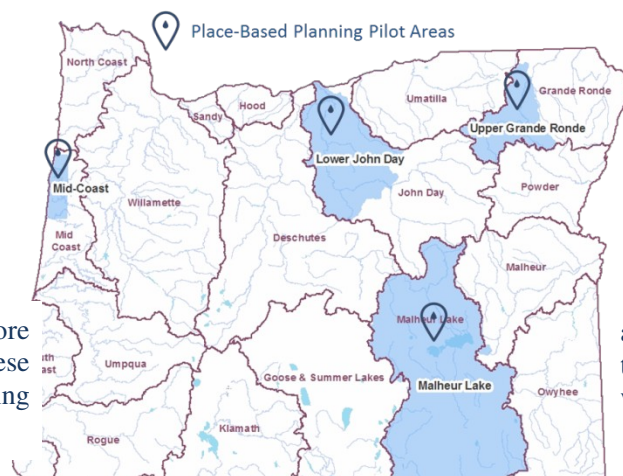 Place-Based Planning Pilot Areas
North Coast
Hood
Sandy
Umatilla
Grande Ronde
Upper Grande Ronde
Lower John Day
Mid-Coast
Willamette
John Day
Powder
Mid
Coast
Deschutes
Malheur
Malheur Lake
ore
ese
ing
Umpqua
Goose & Summer Lakes
Malheur Lake
Owyhee
Rogue
Klamath